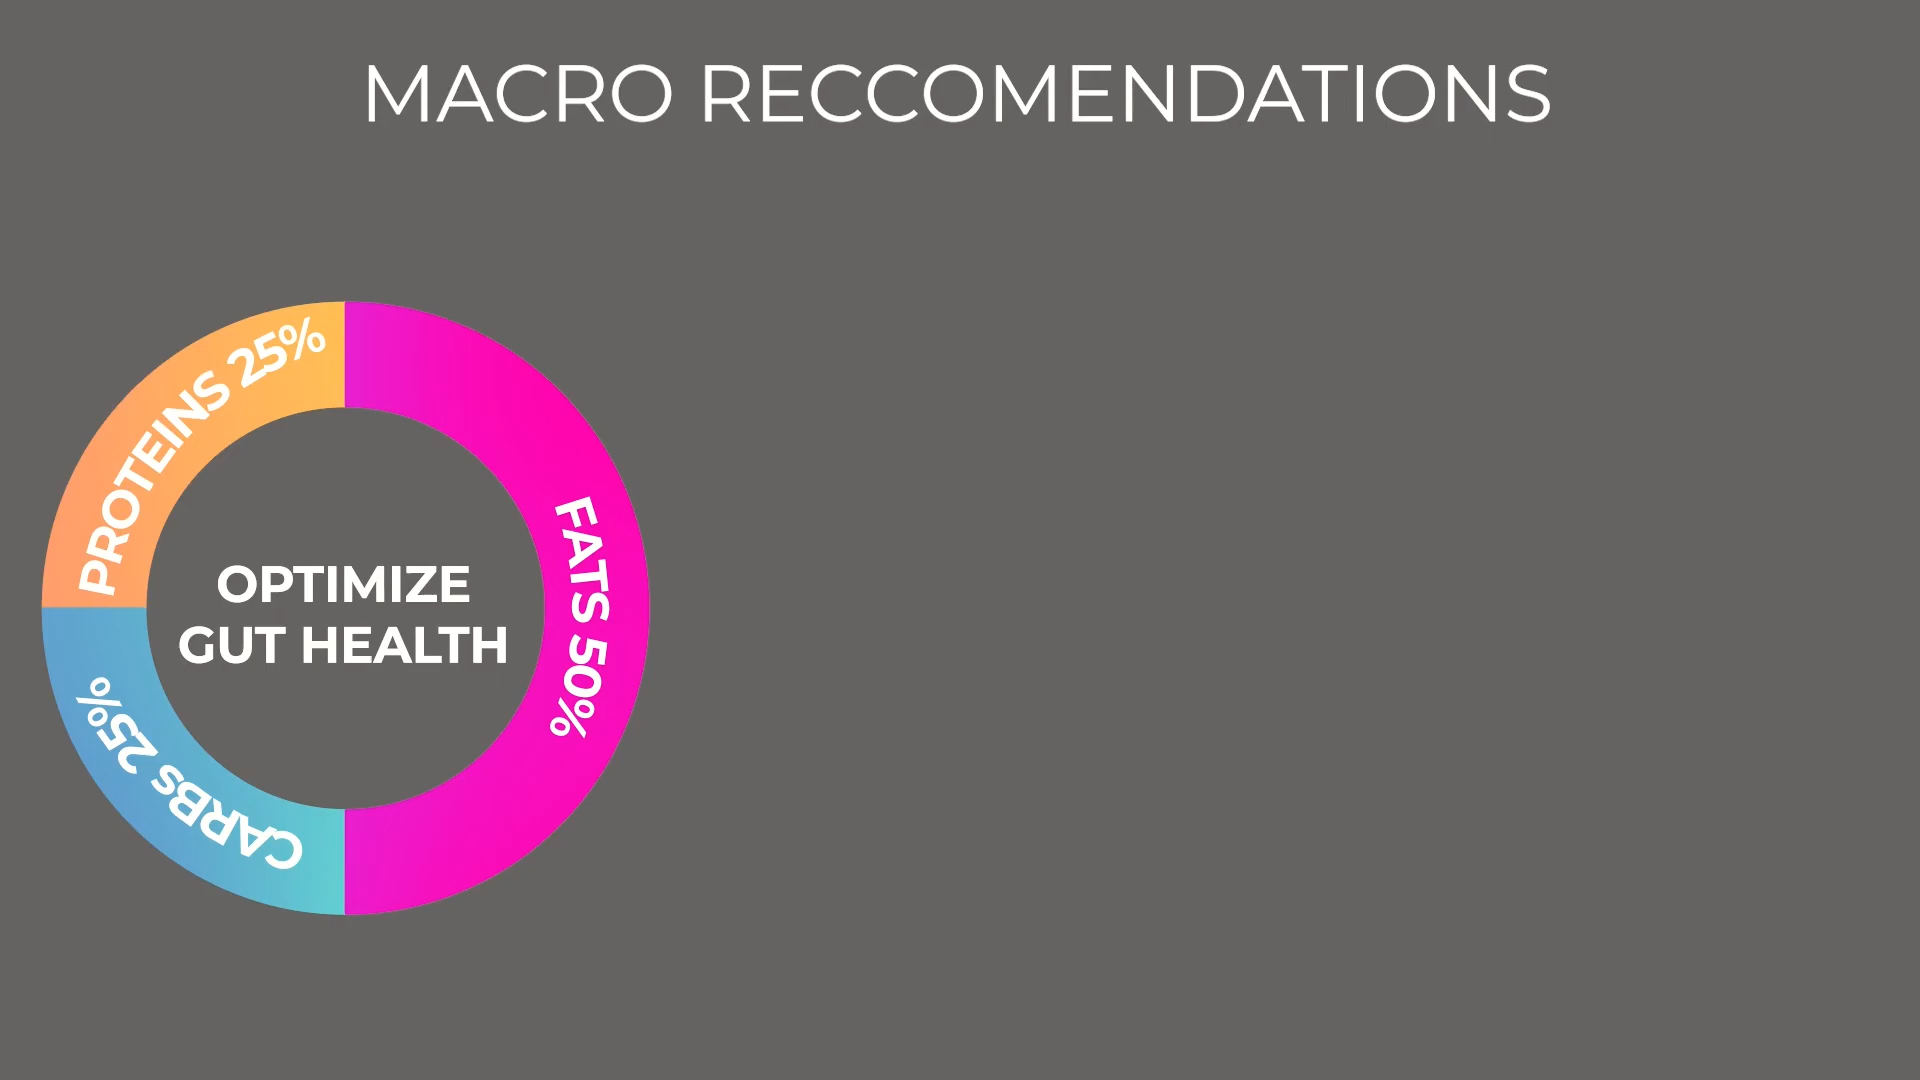 MACRO RECCOMENDATIONS
PROTEINS 25%
FATS 50%
OPTIMIZE
GUT HEALTH
CARBs 25%